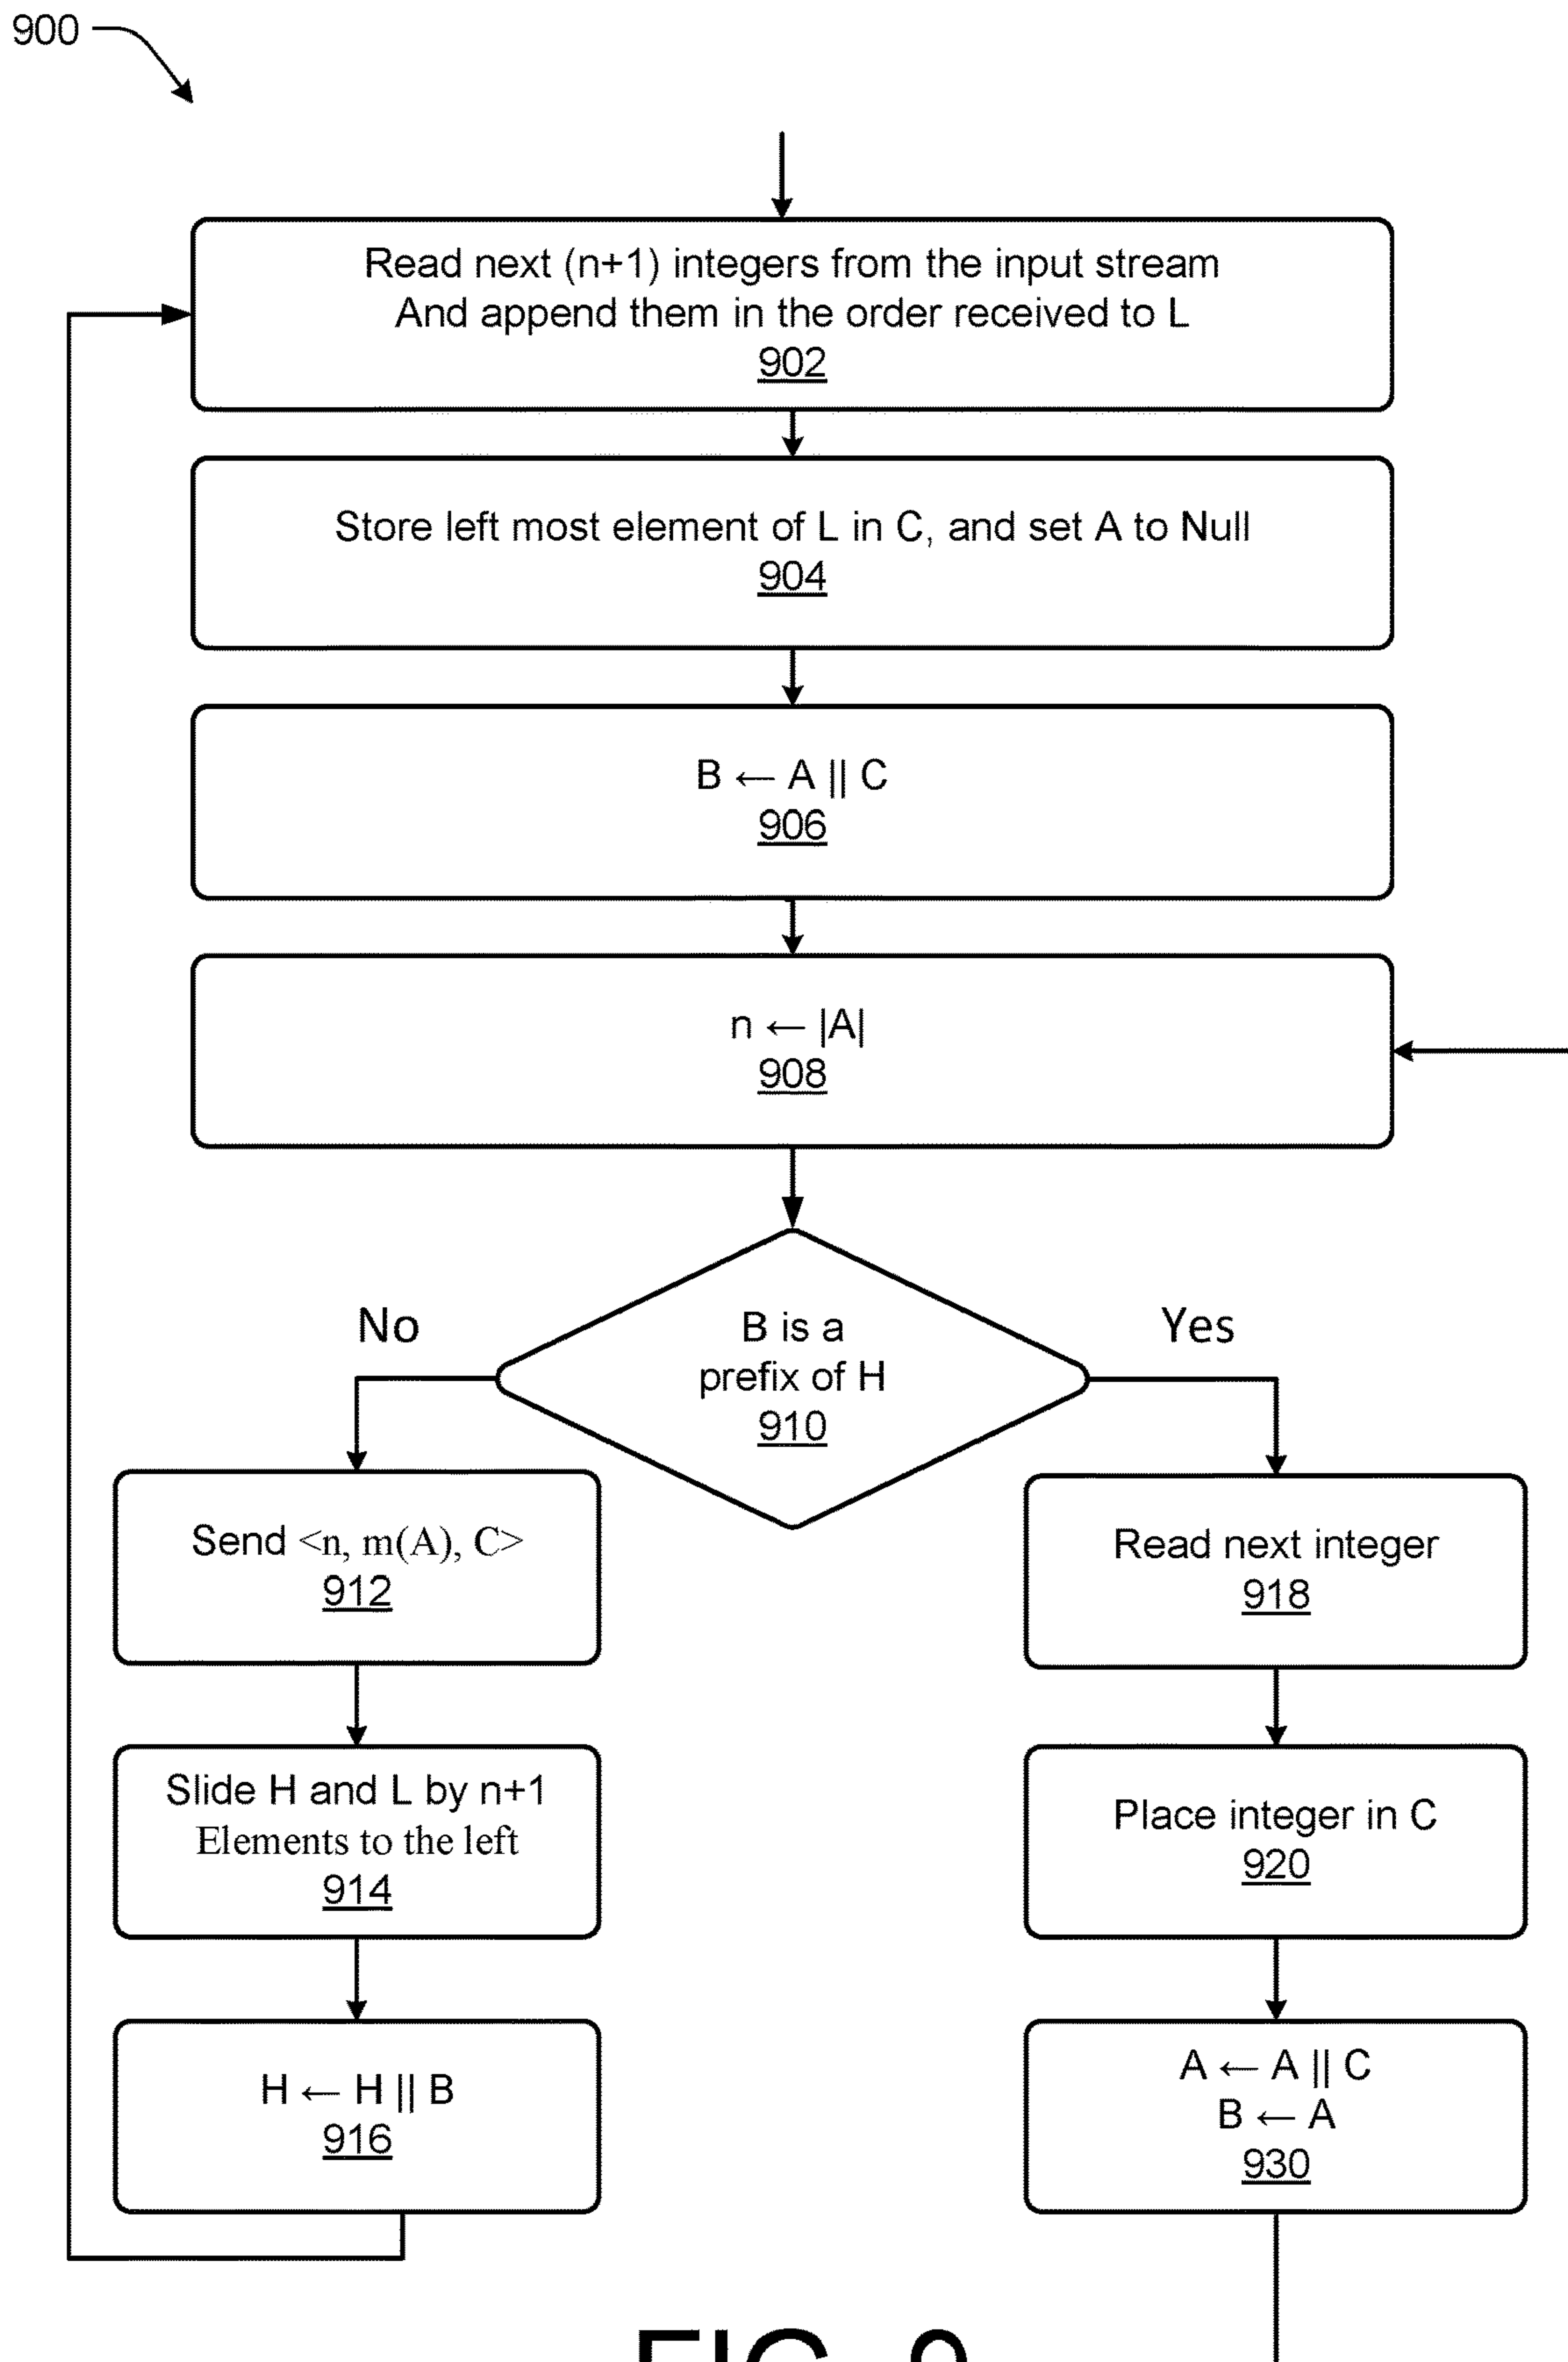 900
Read next (n+1) integers from the input stream
And append them in the order received to L
902
Store left most element of L in C, and set A to Null
904
B ← A || C
906
n ← |A|
908
B is a
prefix of H
910
No
Yes
Send <n, m(A), C>
912
Read next integer
918
Slide H and L by n+1
Elements to the left
914
Place integer in C
920
H ← H || B
916
A ← A || C
B ← A
930
FIG.